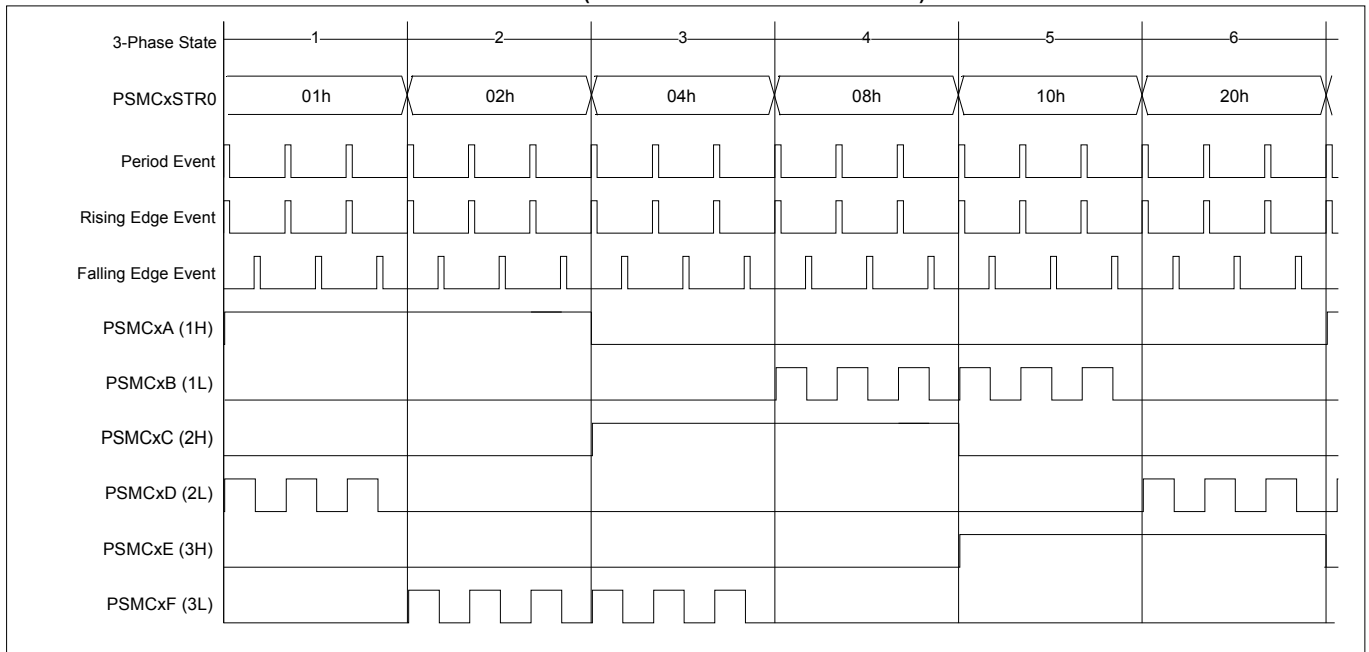 3-Phase State 1 2 3 4 5 6
PSMCxSTR0 01h 02h 04h 08h 10h 20h
Period Event
Rising Edge Event
Falling Edge Event
PSMCxA (1H)
PSMCxB (1L)
PSMCxC (2H)
PSMCxD (2L)
PSMCxE (3H)
PSMCxF (3L)